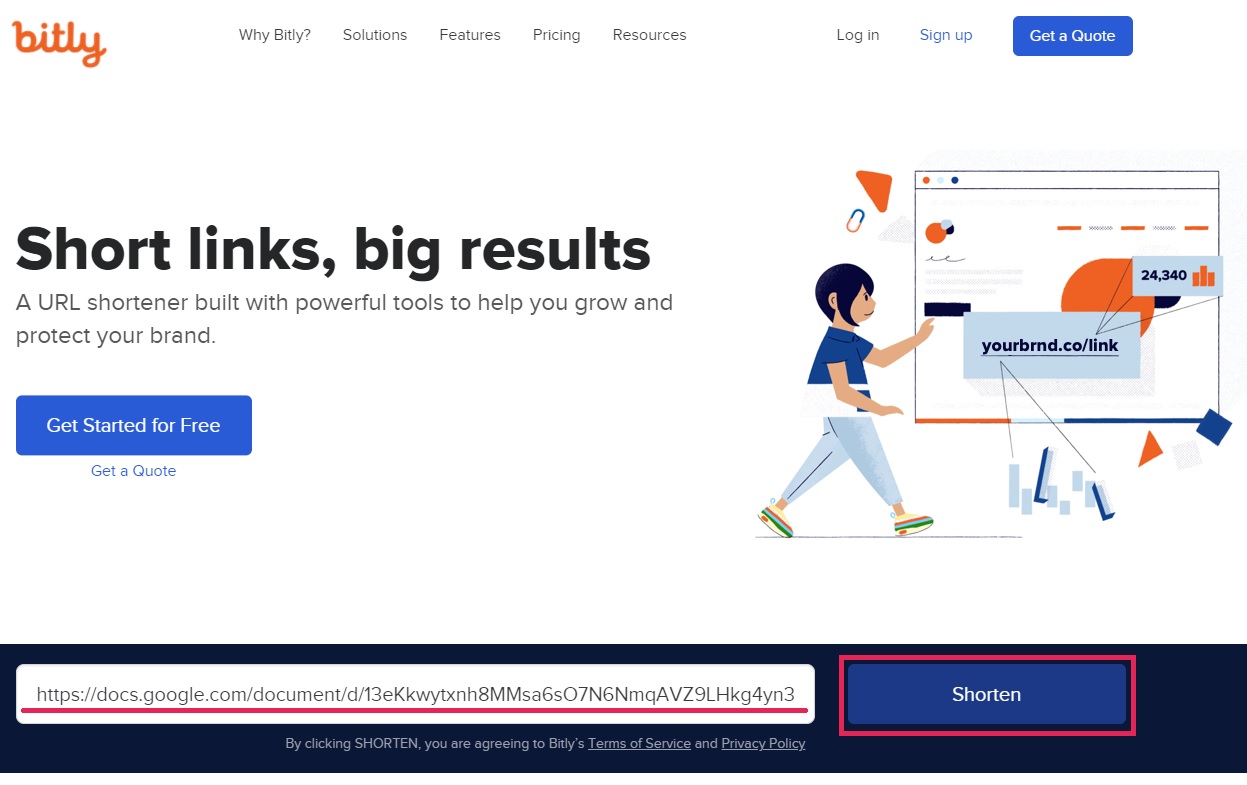 bitly
Why Bitly? Solutions Features Pricing Resources Log in Sign up Get a Quote
Short links, big results
A URL shortener built with powerful tools to help you grow and
protect your brand.
Get Started for Free
Get a Quote
24,340
yourbrnd.co/link
https://docs.google.com/document/d/13eKkwytxnh8MMsa6sO7N6NmqAVZ9LHkg4yn3
Shorten
By clicking SHORTEN, you are agreeing to Bitly’s Terms of Service and Privacy Policy